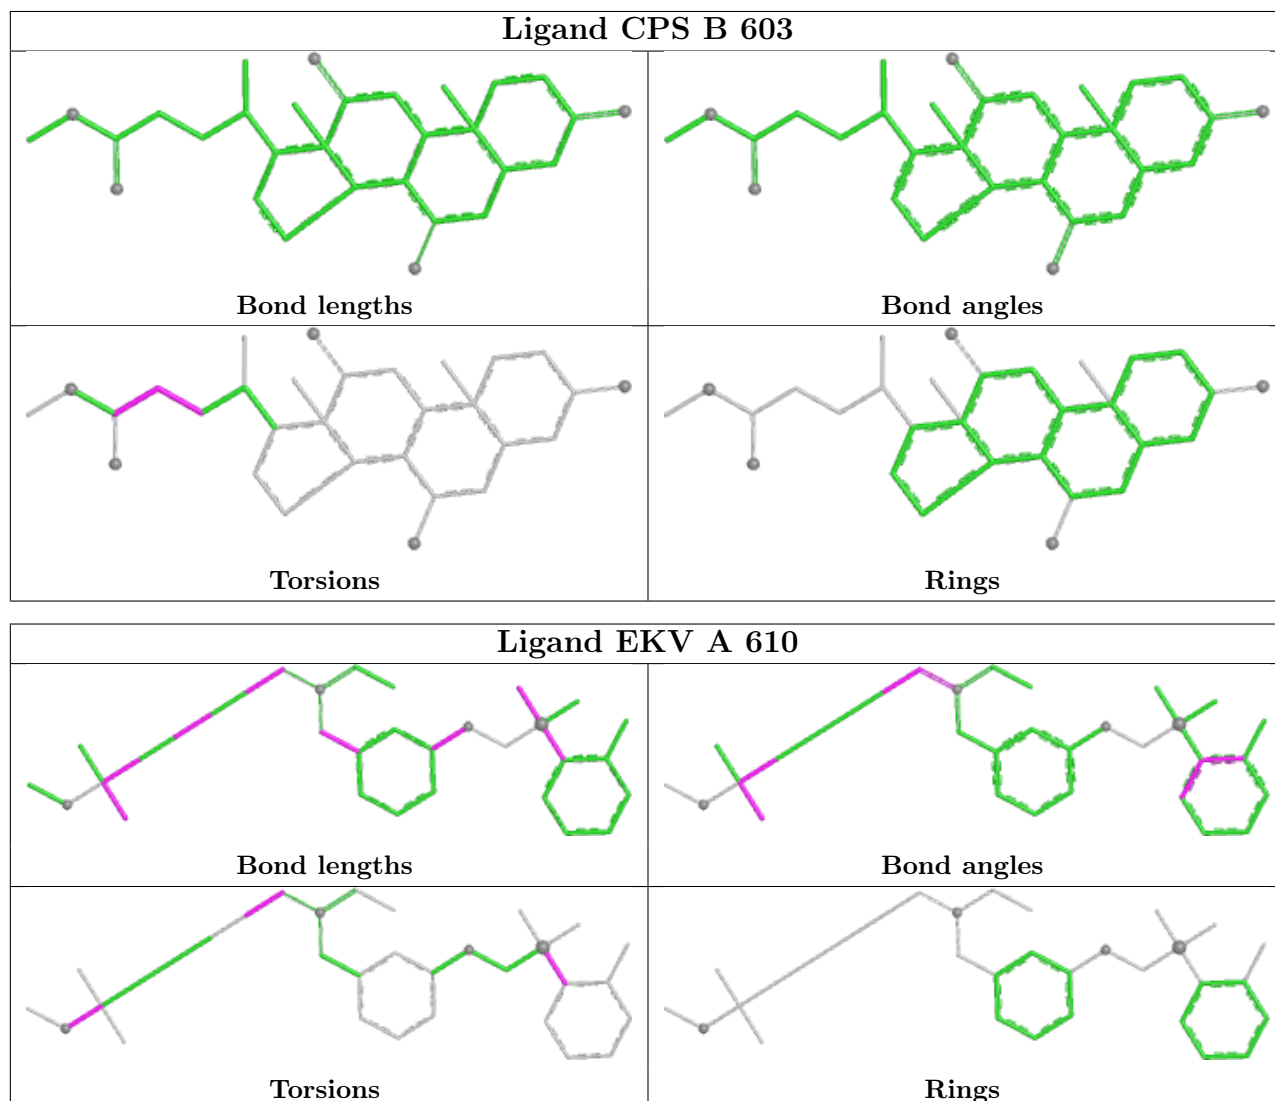 Ligand CPS B 603
Bond lengths
Bond angles
Torsions
Rings
Ligand EKV A 610
Bond lengths
Bond angles
Torsions
Rings